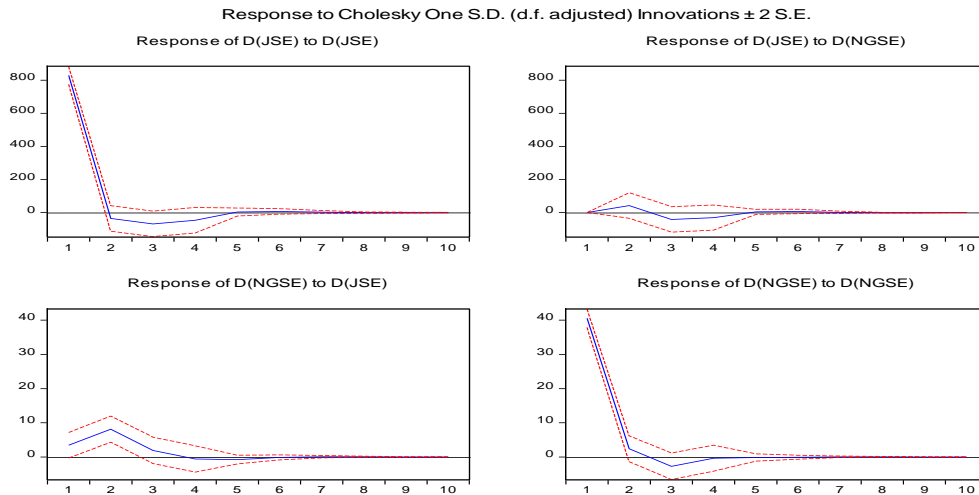 Response to Cholesky One S.D. (d.f. adjusted) Innovations ± 2 S.E.
Response of D(JSE) to D(JSE)
800
600
400
200
0
1 2 3 4 5 6 7 8 9 10
Response of D(JSE) to D(NGSE)
800
600
400
200
0
1 2 3 4 5 6 7 8 9 10
Response of D(NGSE) to D(JSE)
40
30
20
10
0
1 2 3 4 5 6 7 8 9 10
Response of D(NGSE) to D(NGSE)
40
30
20
10
0
1 2 3 4 5 6 7 8 9 10